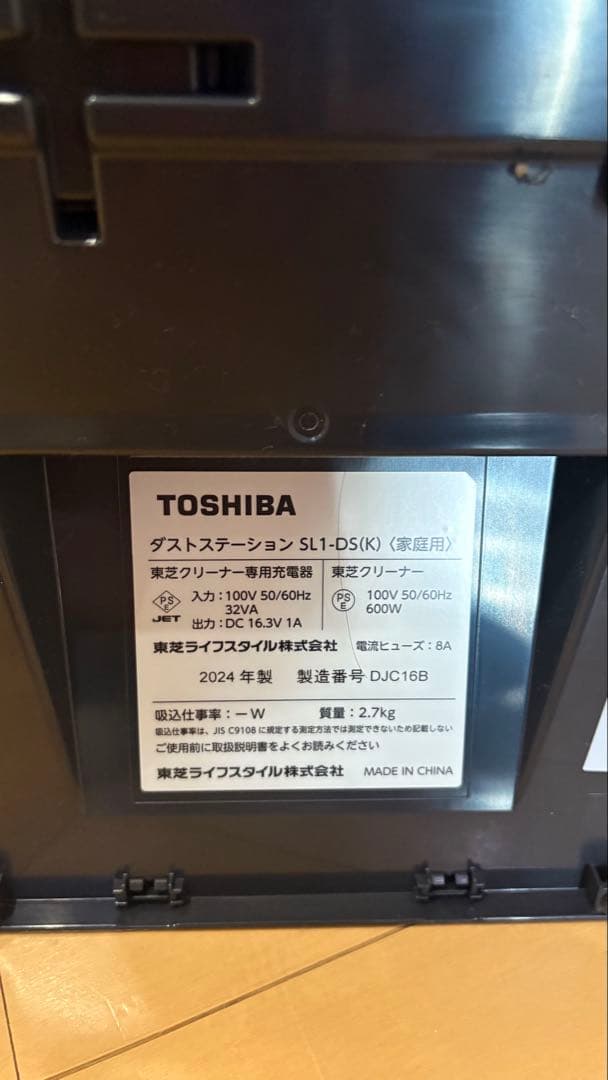 TOSHIBA
ダストステーション SL1-DS(K)〈家庭用〉
東芝クリーナー専用充電器
PS
E
JET
入力：100V 50/60Hz
32VA
出力：DC 16.3V 1A
東芝クリーナー
PS
E
100V 50/60Hz
600W
東芝ライフスタイル株式会社 電流ヒューズ：8A
2024 年製 製造番号 DJC16B
吸込仕事率：－W 質量：2.7kg
吸込仕事率は、JIS C9108 に規定する測定方法では測定できないため記載しない
ご使用前に取扱説明書をよくお読みください
東芝ライフスタイル株式会社 MADE IN CHINA